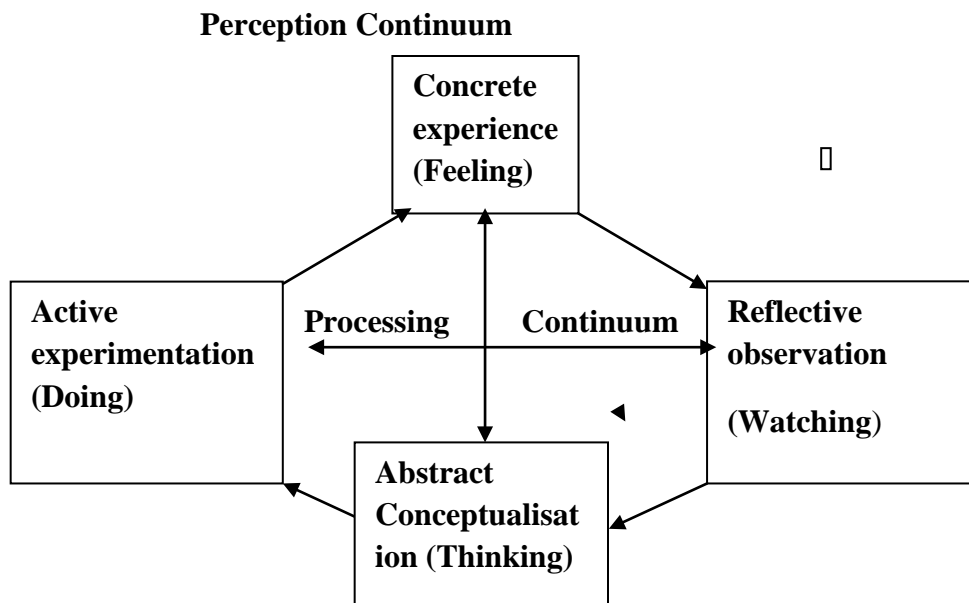 Perception Continuum
Concrete
experience
(Feeling)
Active
experimentation
(Doing)
Processing
Continuum
Reflective
observation
(Watching)
Abstract
Conceptualisat
ion (Thinking)